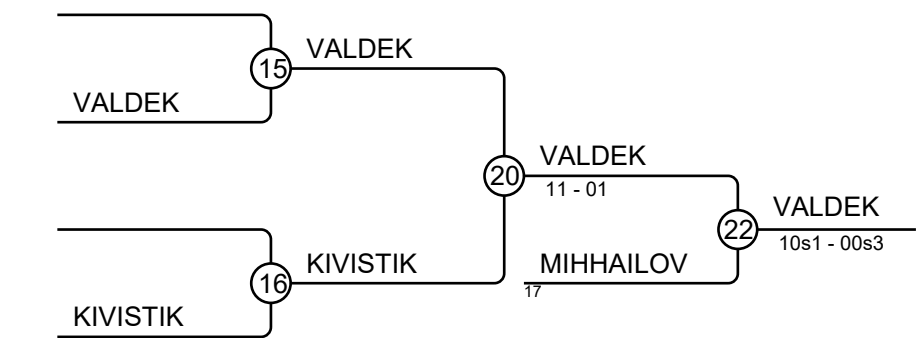 15
VALDEK
VALDEK
20
VALDEK
11 - 01
22
VALDEK
10s1 - 00s3
16
KIVISTIK
MIHHAILOV
17
KIVISTIK